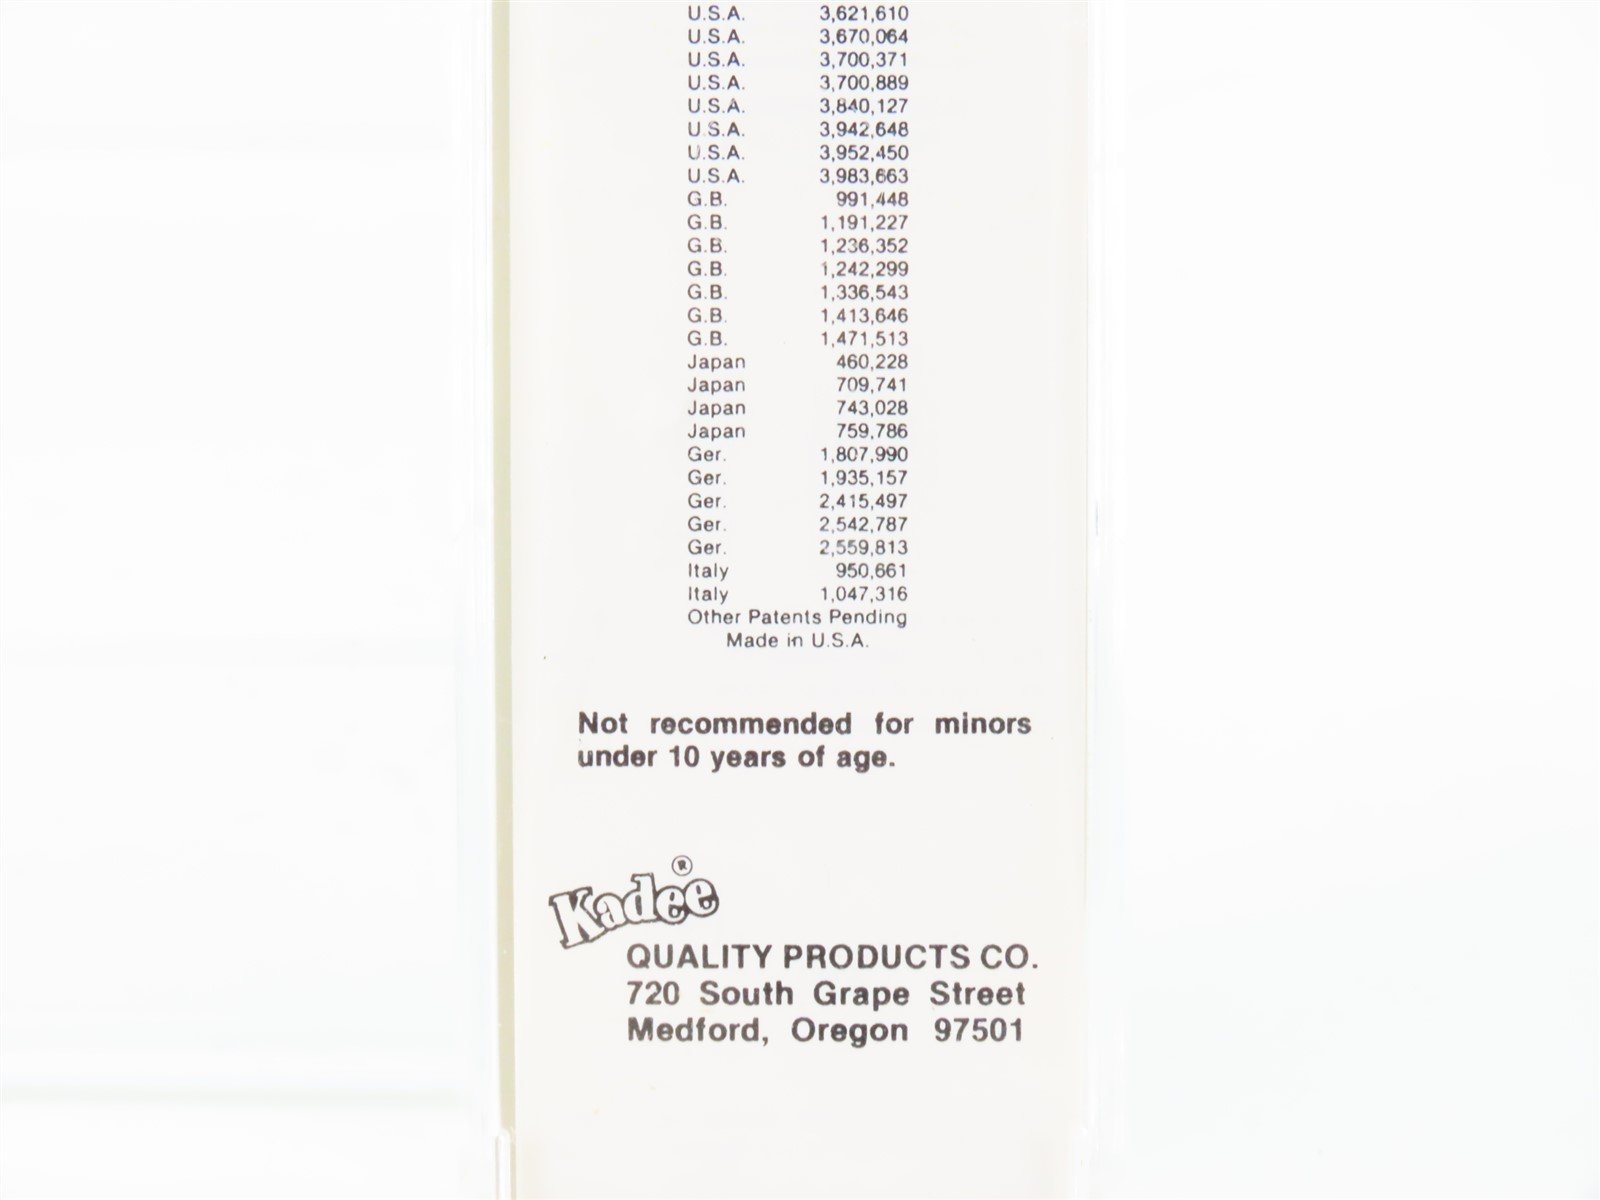 U.S.A. 3,621,610
U.S.A. 3,670,064
U.S.A. 3,700,371
U.S.A. 3,700,889
U.S.A. 3,840,127
U.S.A. 3,942,648
U.S.A. 3,952,450
U.S.A. 3,983,663
G.B. 991,448
G.B. 1,191,227
G.B. 1,236,352
G.B. 1,242,299
G.B. 1,336,543
G.B. 1,413,646
G.B. 1,471,513
Japan 460,228
Japan 709,741
Japan 743,028
Japan 759,786
Ger. 1,807,990
Ger. 1,935,157
Ger. 2,415,497
Ger. 2,542,787
Ger. 2,559,813
Italy 950,661
Italy 1,047,316
Other Patents Pending
Made in U.S.A.
Not recommended for minors
under 10 years of age.
Kadee®
QUALITY PRODUCTS CO.
720 South Grape Street
Medford, Oregon 97501